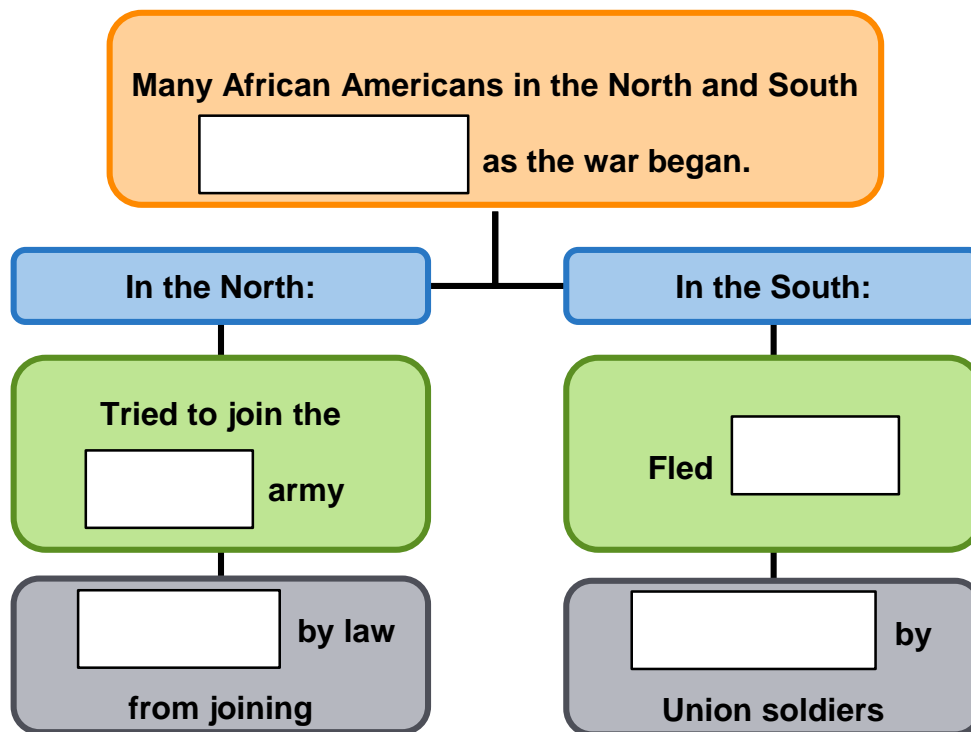 Many African Americans in the North and South
as the war began.
In the North:
In the South:
Tried to join the
army
Fled
by law
from joining
by
Union soldiers